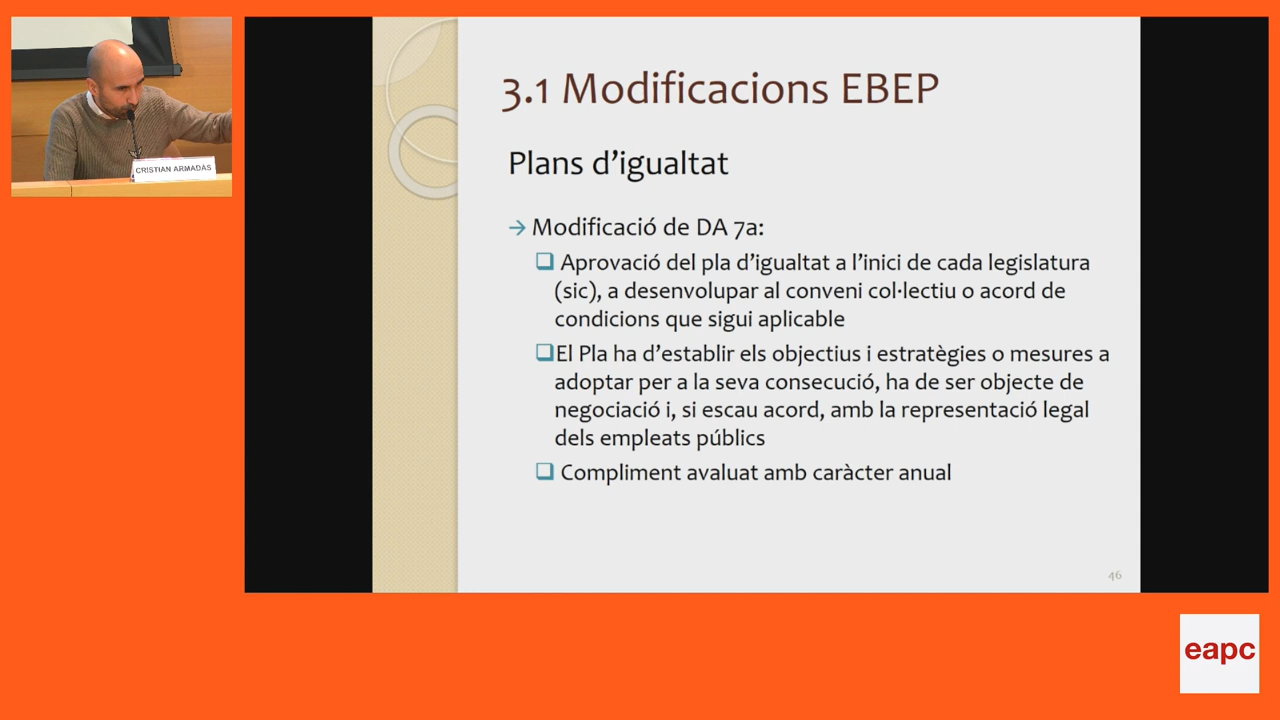 CRISTIAN ARMADÀS
3.1 Modificacions EBEP
Plans d’igualtat
→ Modificació de DA 7a:
❑ Aprovació del pla d’igualtat a l’inici de cada legislatura
(sic), a desenvolupar al conveni col·lectiu o acord de
condicions que sigui aplicable
❑El Pla ha d’establir els objectius i estratègies o mesures a
adoptar per a la seva consecució, ha de ser objecte de
negociació i, si escau acord, amb la representació legal
dels empleats públics
❑ Compliment avaluat amb caràcter anual
46
eapc